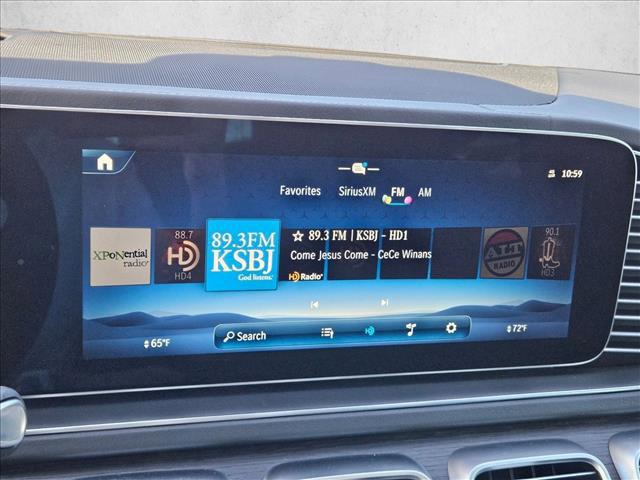 10:59
Favorites SiriusXM FM AM
XPoNential
radio
88.7
HD
HD4
89.3FM
KSBJ
God listens.
☆ 89.3 FM | KSBJ - HD1
Come Jesus Come - CeCe Winans
HD Radio
RADIO
90.1
HD3
65°F
Search
72°F